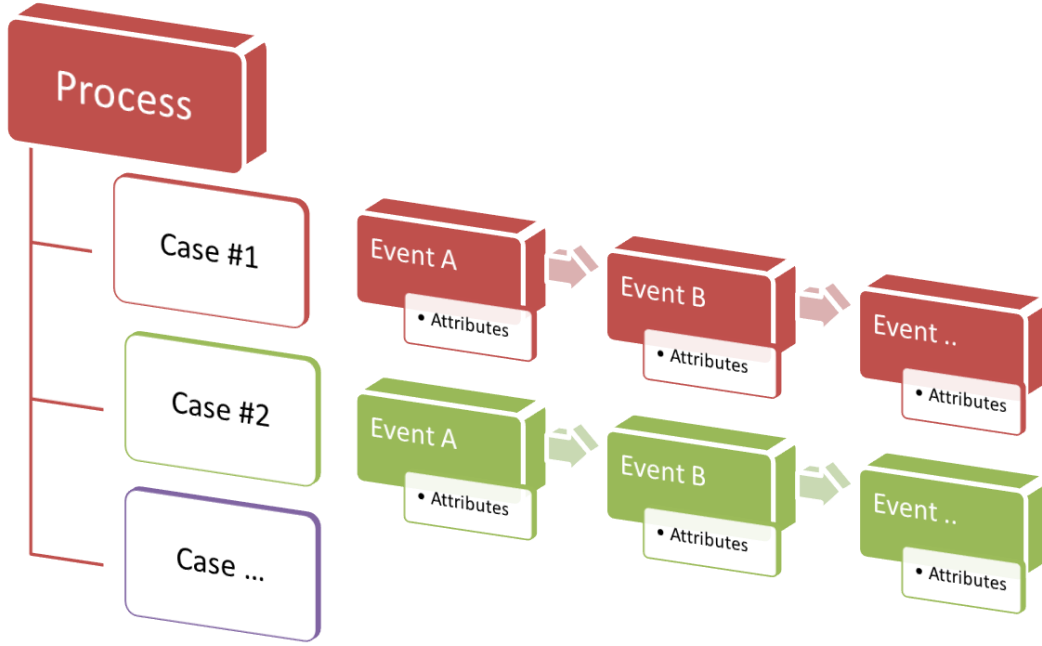 Process
Case #1
Event A
• Attributes
Event B
• Attributes
Event ..
• Attributes
Case #2
Event A
• Attributes
Event B
• Attributes
Event ..
• Attributes
Case ...